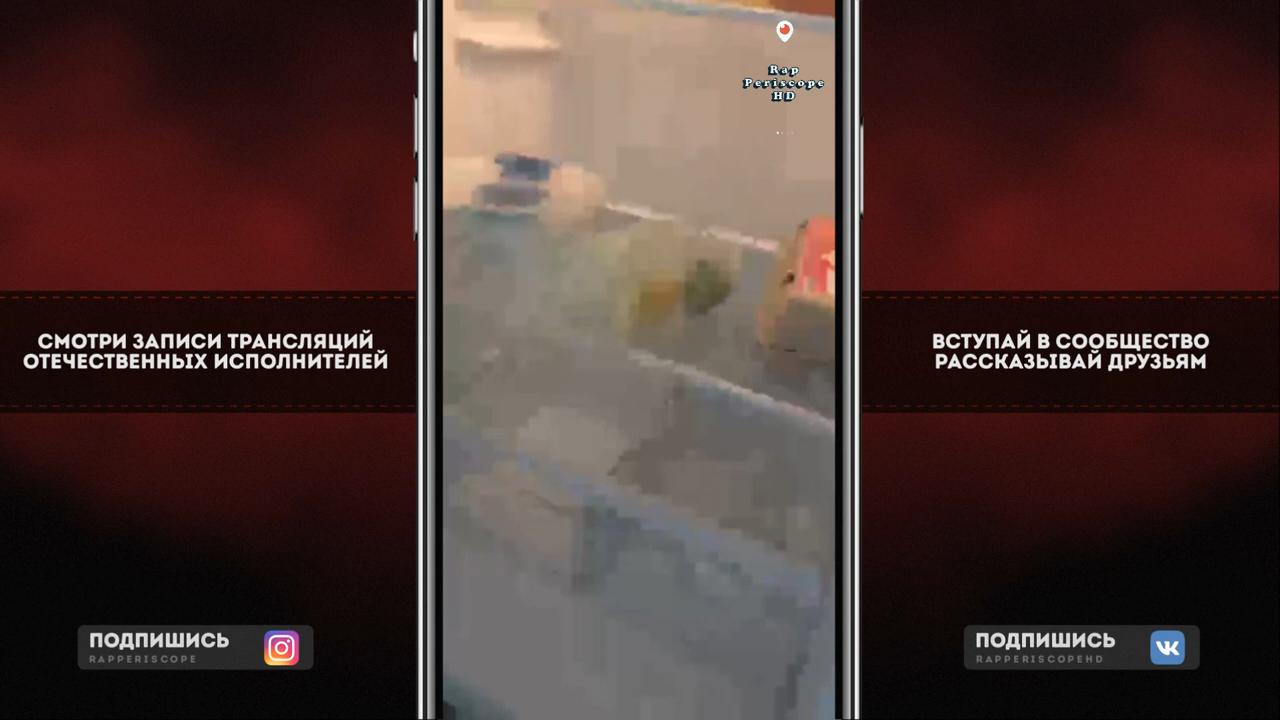 Rap
Periscope
HD
СМОТРИ ЗАПИСИ ТРАНСЛЯЦИЙ
ОТЕЧЕСТВЕННЫХ ИСПОЛНИТЕЛЕЙ
ВСТУПАЙ В СООБЩЕСТВО
РАССКАЗЫВАЙ ДРУЗЬЯМ
ПОДПИШИСЬ
RAPPERISCOPE
ПОДПИШИСЬ
RAPPERISCOPEHD